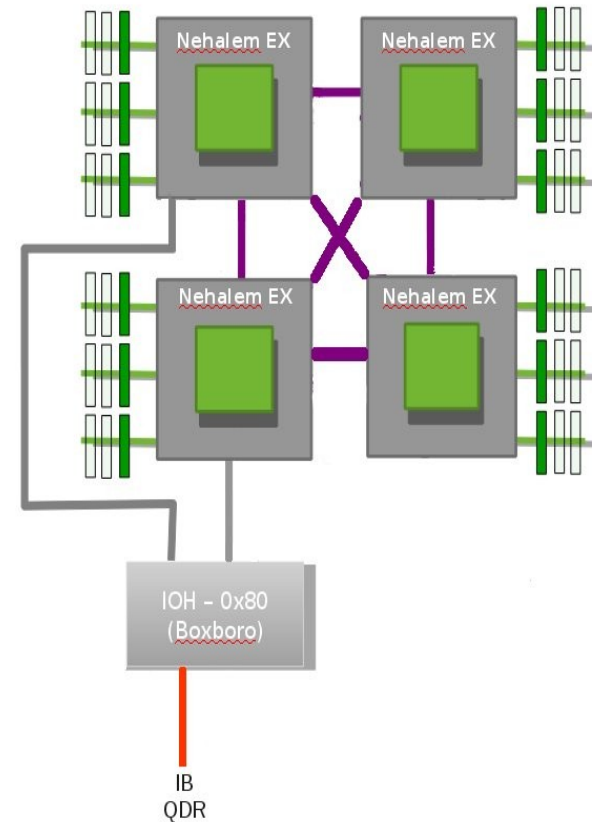 Nehalem EX
Nehalem EX
Nehalem EX
Nehalem EX
IOH – 0x80
(Boxboro)
IB
QDR